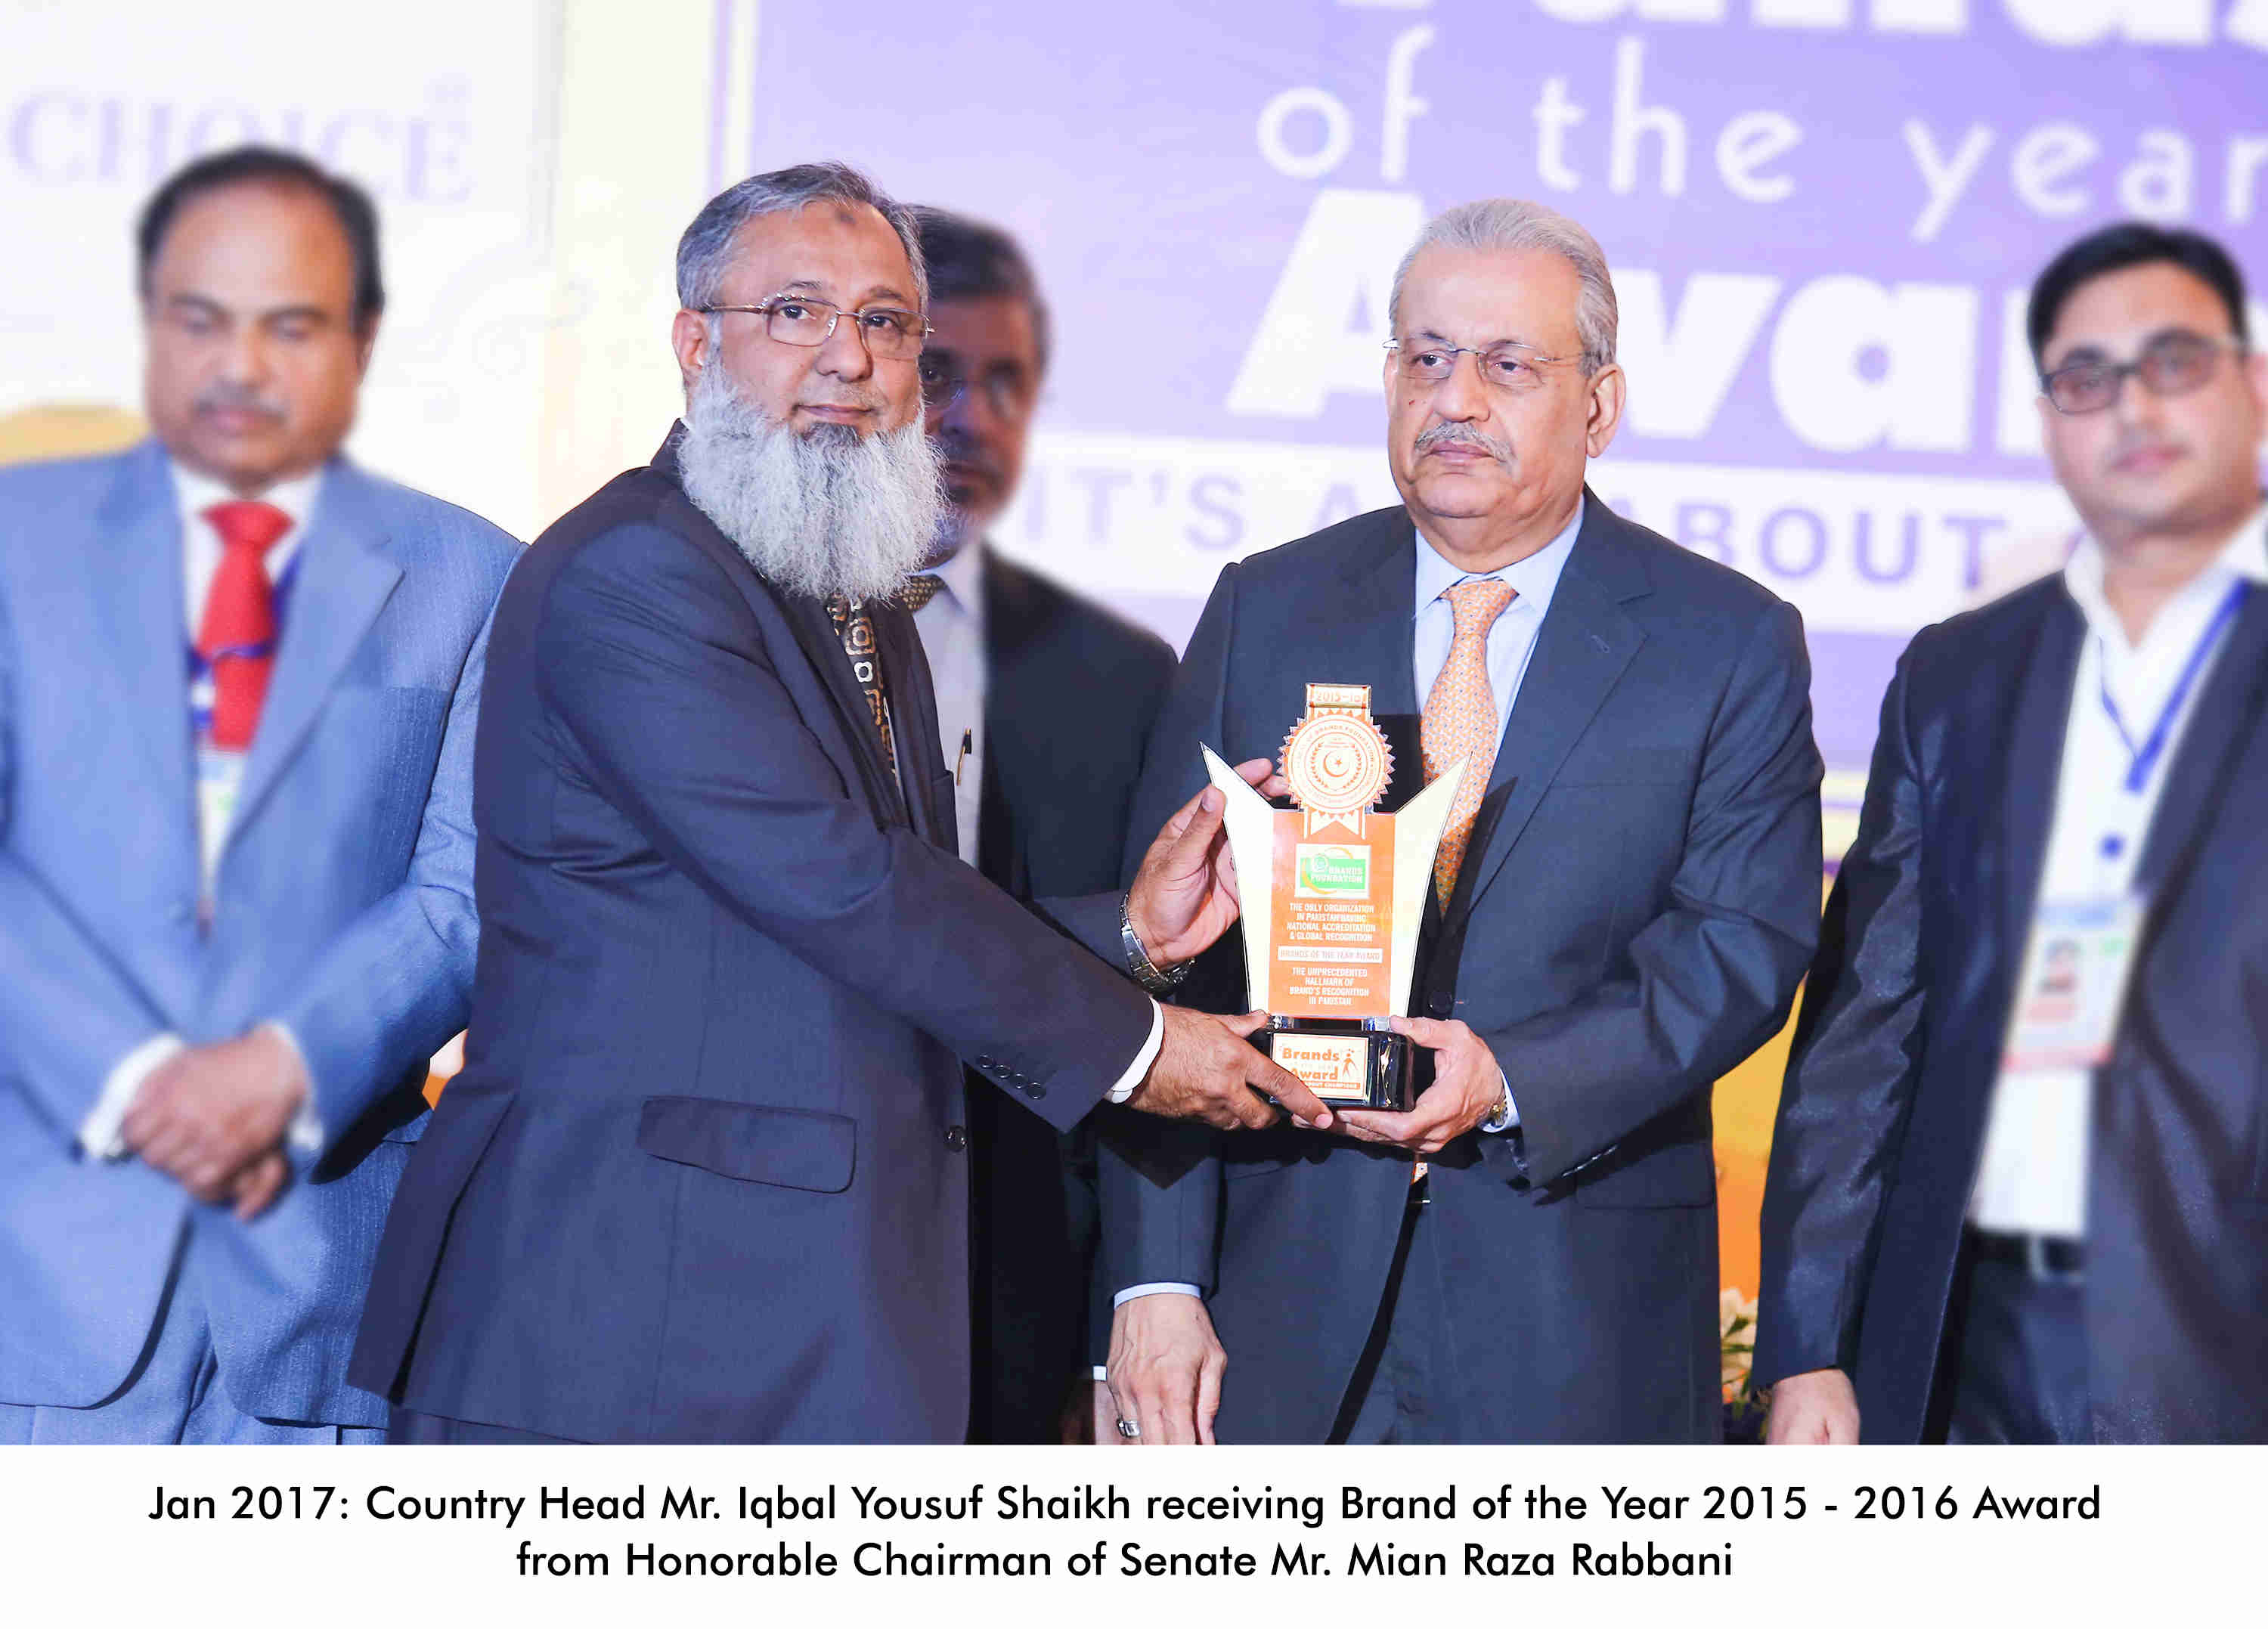 CHOICE
of the year
IT'S A
ABOUT
2015-16
BRANDS FOUNDATION
BRANDS
FOUNDATION
THE ONLY ORGANIZATION
IN PAKISTAN HAVING
NATIONAL ACCREDITATION
& GLOBAL RECOGNITION
BRANDS OF THE YEAR AWARD
THE UNPRECEDENTED
HALLMARK OF
BRAND'S RECOGNITION
IN PAKISTAN
Brands
Award
Jan 2017: Country Head Mr. Iqbal Yousuf Shaikh receiving Brand of the Year 2015 - 2016 Award
from Honorable Chairman of Senate Mr. Mian Raza Rabbani